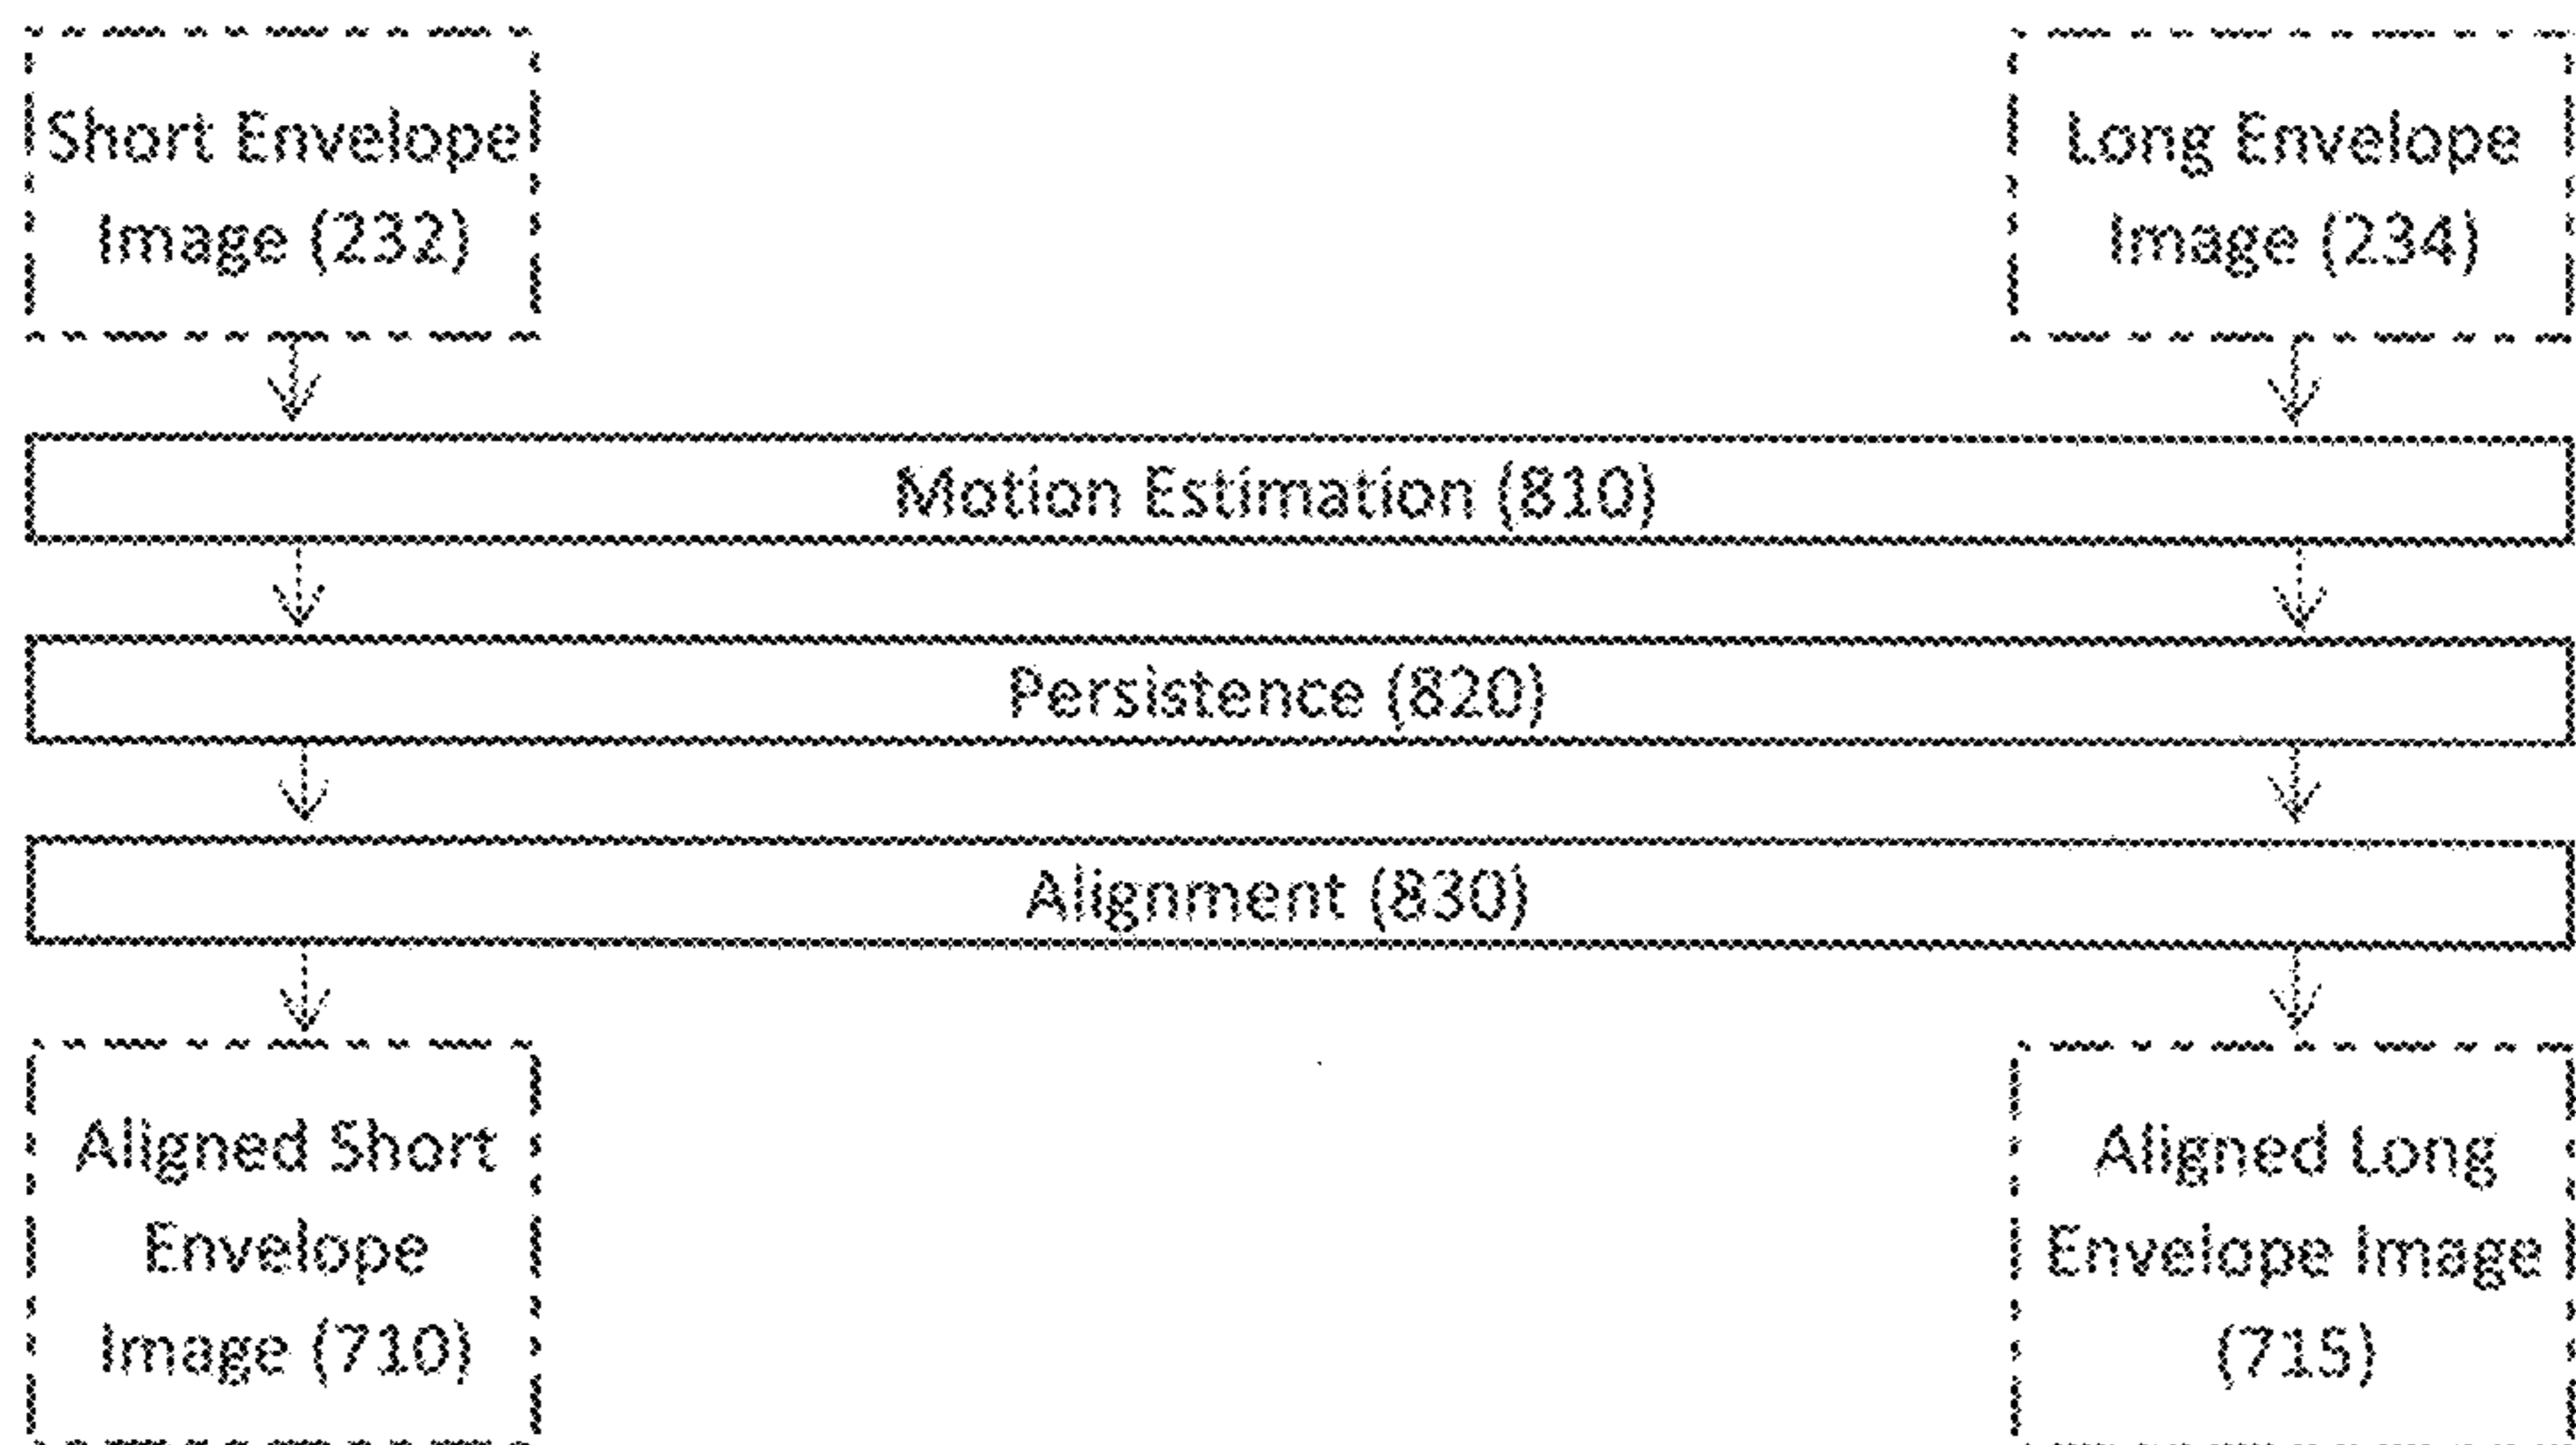 Short Envelope
Image (232)
Long Envelope
Image (234)
Motion Estimation (810)
Persistence (820)
Alignment (830)
Aligned Short
Envelope
Image (710)
Aligned Long
Envelope Image
(715)